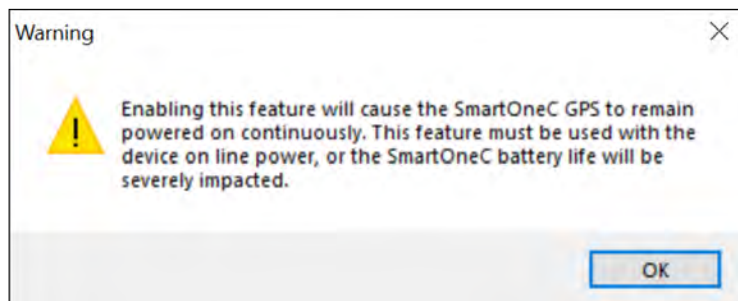 Warning
Enabling this feature will cause the SmartOneC GPS to remain
powered on continuously. This feature must be used with the
device on line power, or the SmartOneC battery life will be
severely impacted.
OK